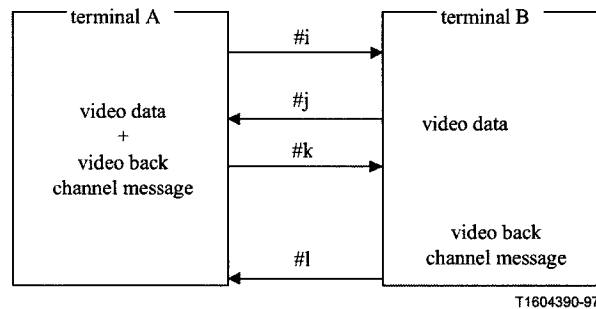 terminal A
terminal B
#i
#j
video data
+
video back
channel message
video data
#k
video back
channel message
#l
T1604390-97